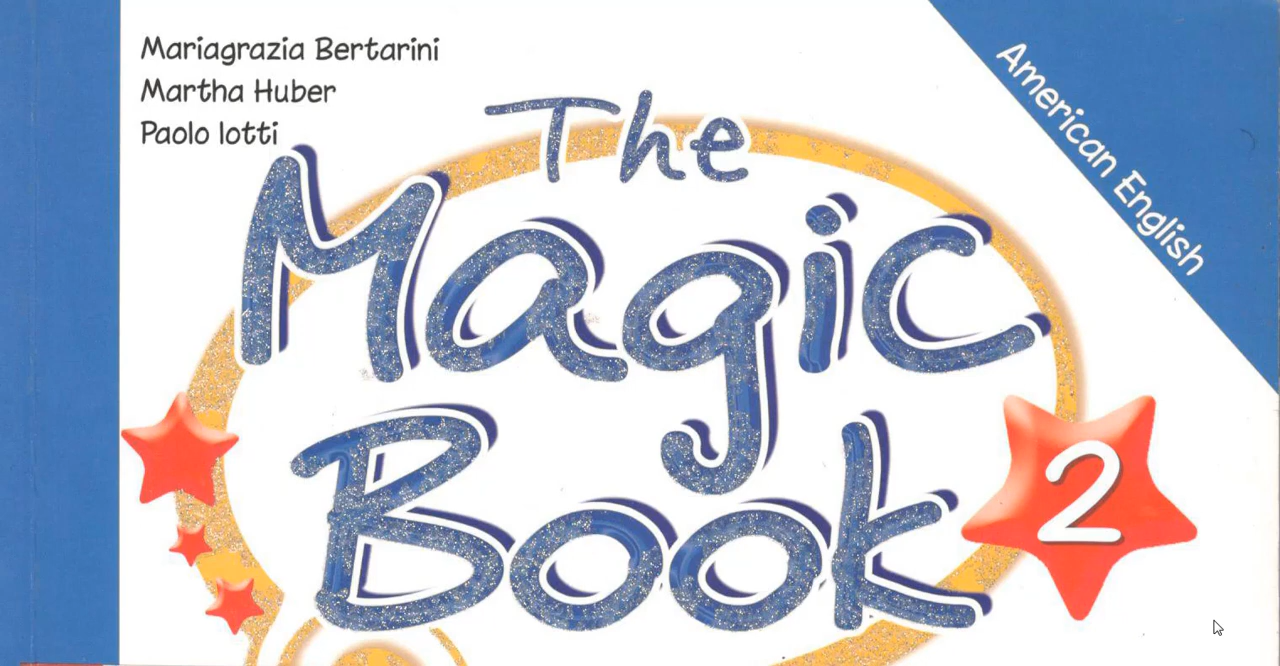 Mariagrazia Bertarini
Martha Huber
Paolo Iotti
American English
The
Magic
Book
2